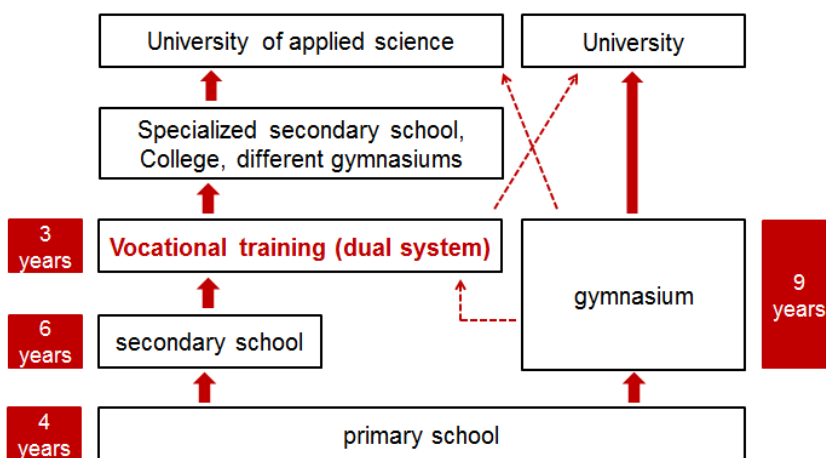 University of applied science
University
Specialized secondary school,
College, different gymnasiums
3
years
Vocational training (dual system)
gymnasium
9
years
6
years
secondary school
4
years
primary school